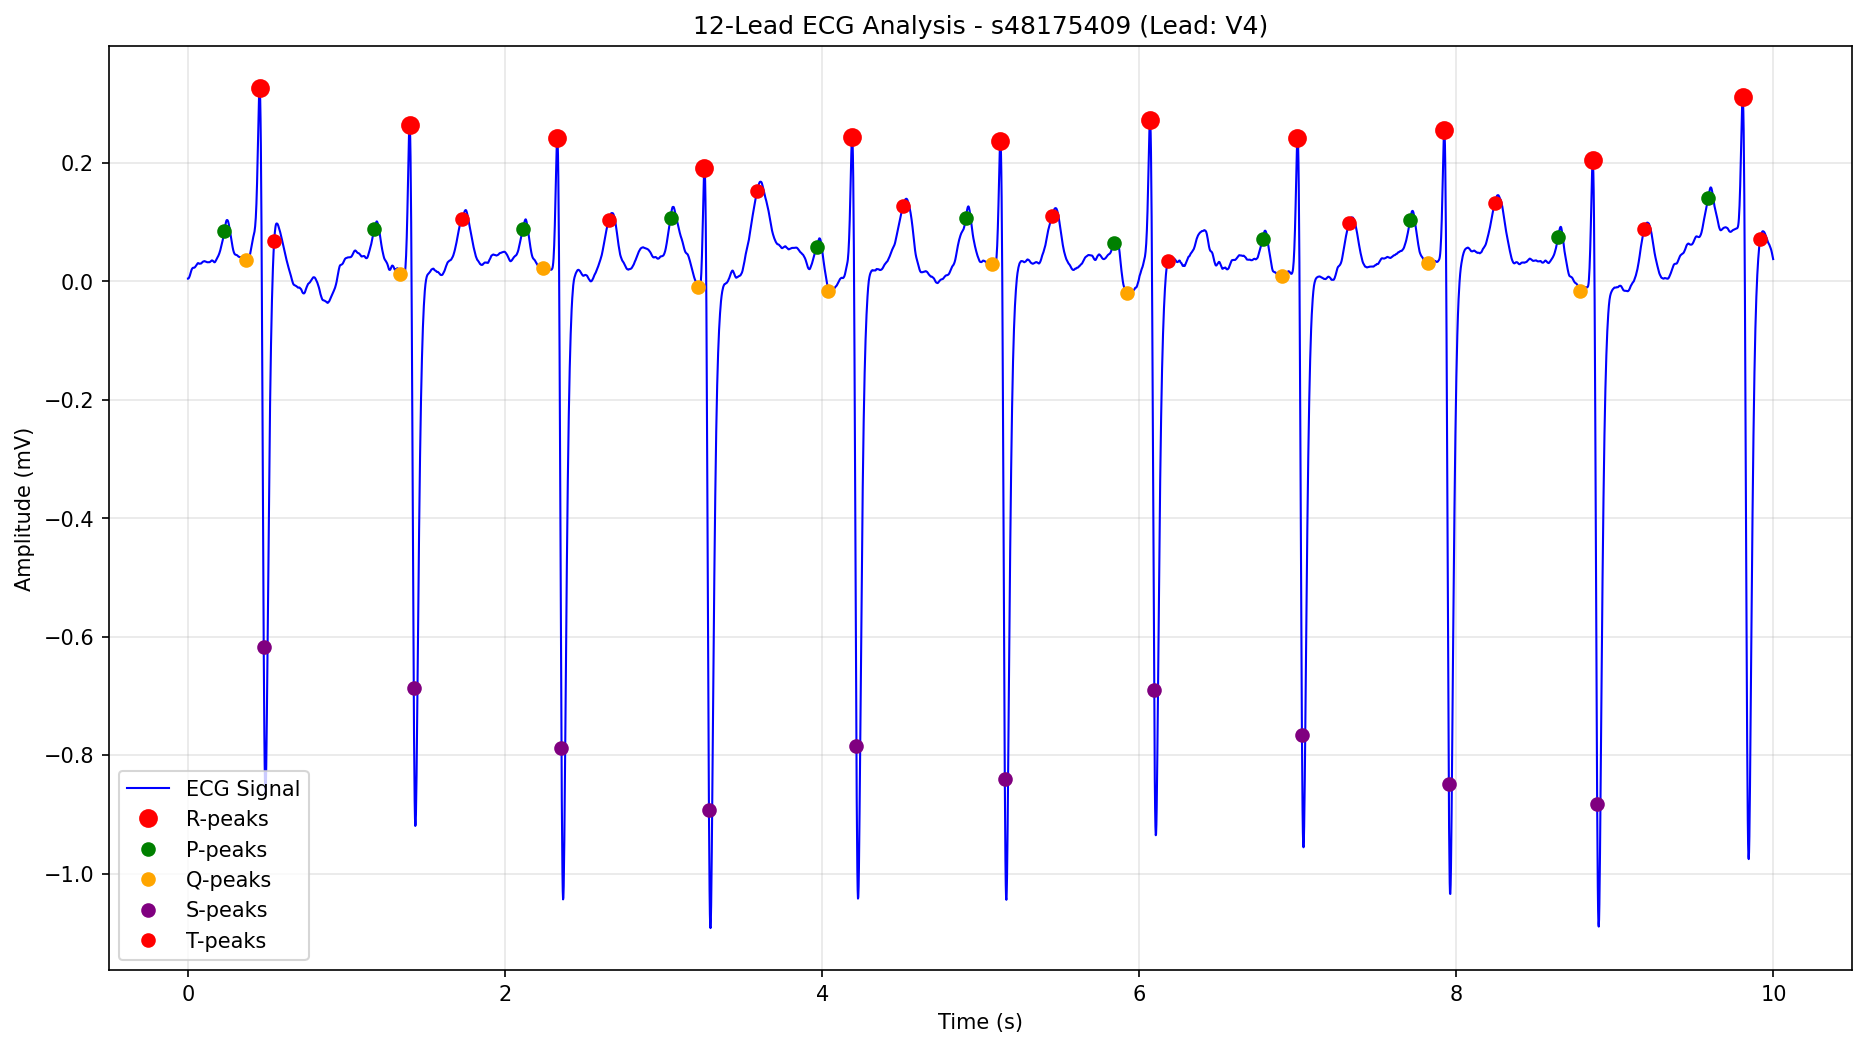 12-Lead ECG Analysis - s48175409 (Lead: V4)
Amplitude (mV)
0.2
0.0
−0.2
−0.4
−0.6
−0.8
−1.0
ECG Signal
R-peaks
P-peaks
Q-peaks
S-peaks
T-peaks
0 2 4 6 8 10
Time (s)